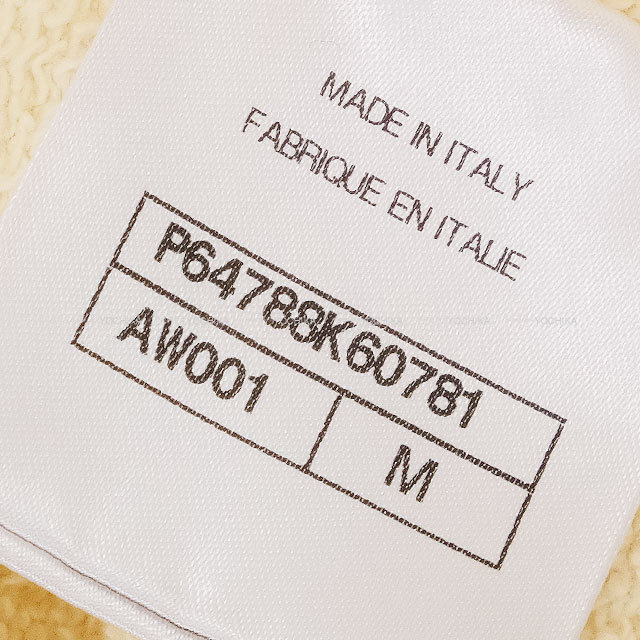 MADE IN ITALY
FABRIQUE EN ITALIE
P64788K60781
AW001
M